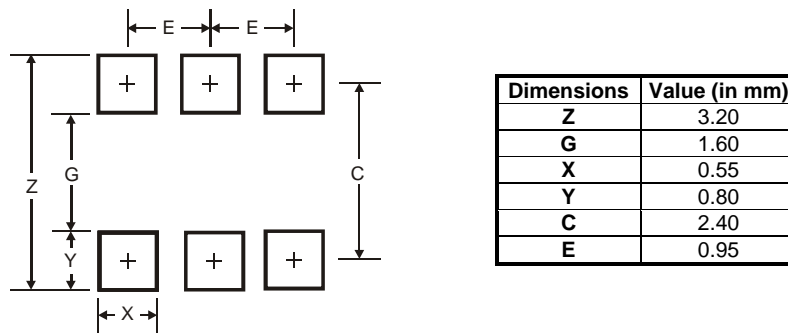 E E
Z G C
Y
X
Dimensions Value (in mm)
Z 3.20
G 1.60
X 0.55
Y 0.80
C 2.40
E 0.95